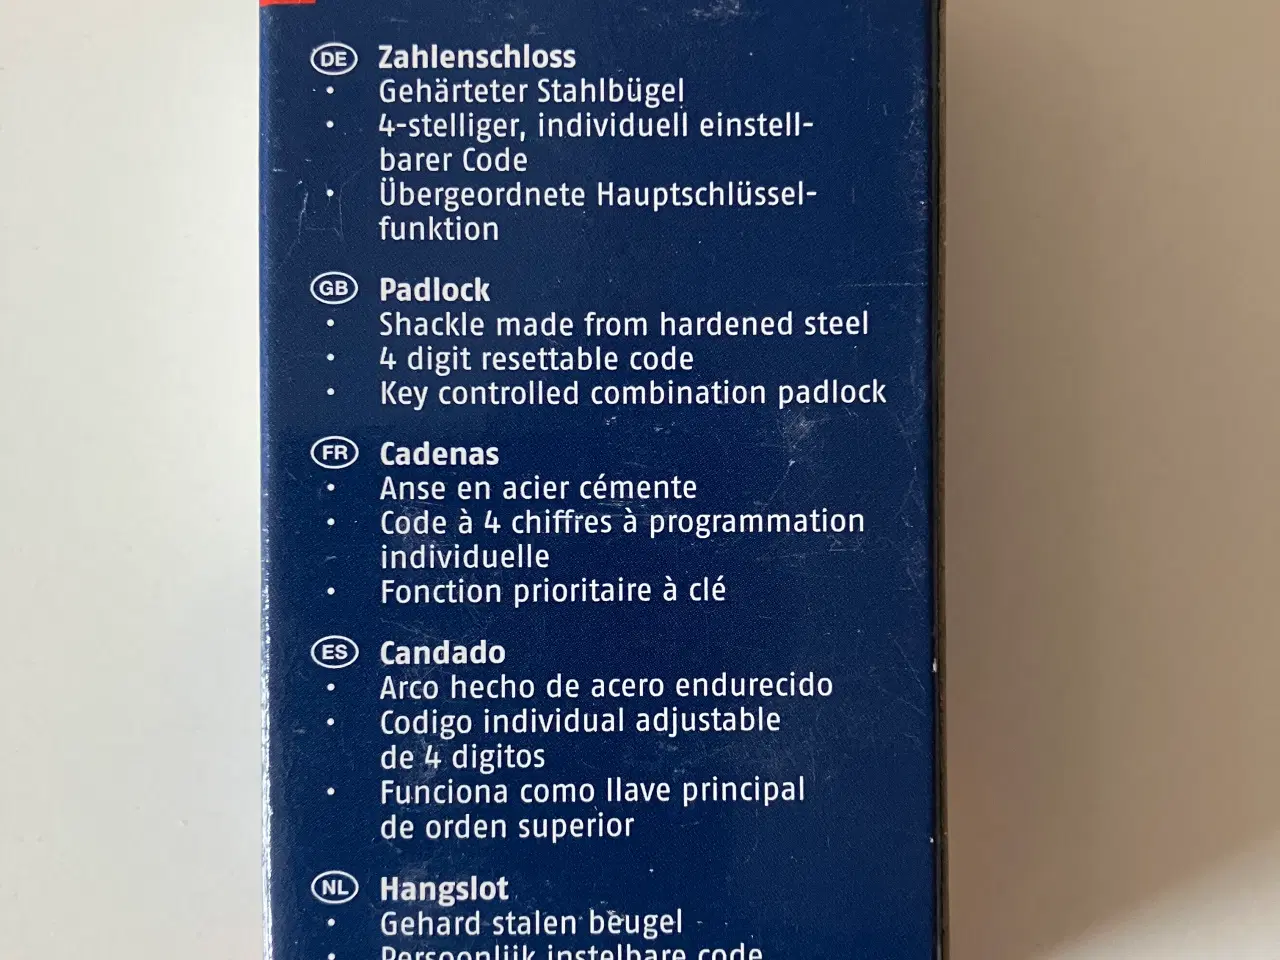 DE Zahlenschloss
• Gehärteter Stahlbügel
• 4-stelliger, individuell einstell-
barer Code
• Übergeordnete Hauptschlüssel-
funktion
GB Padlock
• Shackle made from hardened steel
• 4 digit resettable code
• Key controlled combination padlock
FR Cadenas
• Anse en acier cémente
• Code à 4 chiffres à programmation
individuelle
• Fonction prioritaire à clé
ES Candado
• Arco hecho de acero endurecido
• Codigo individual adjustable
de 4 digitos
• Funciona como llave principal
de orden superior
NL Hangslot
• Gehard stalen beugel
• Persoonlijk instelbare code